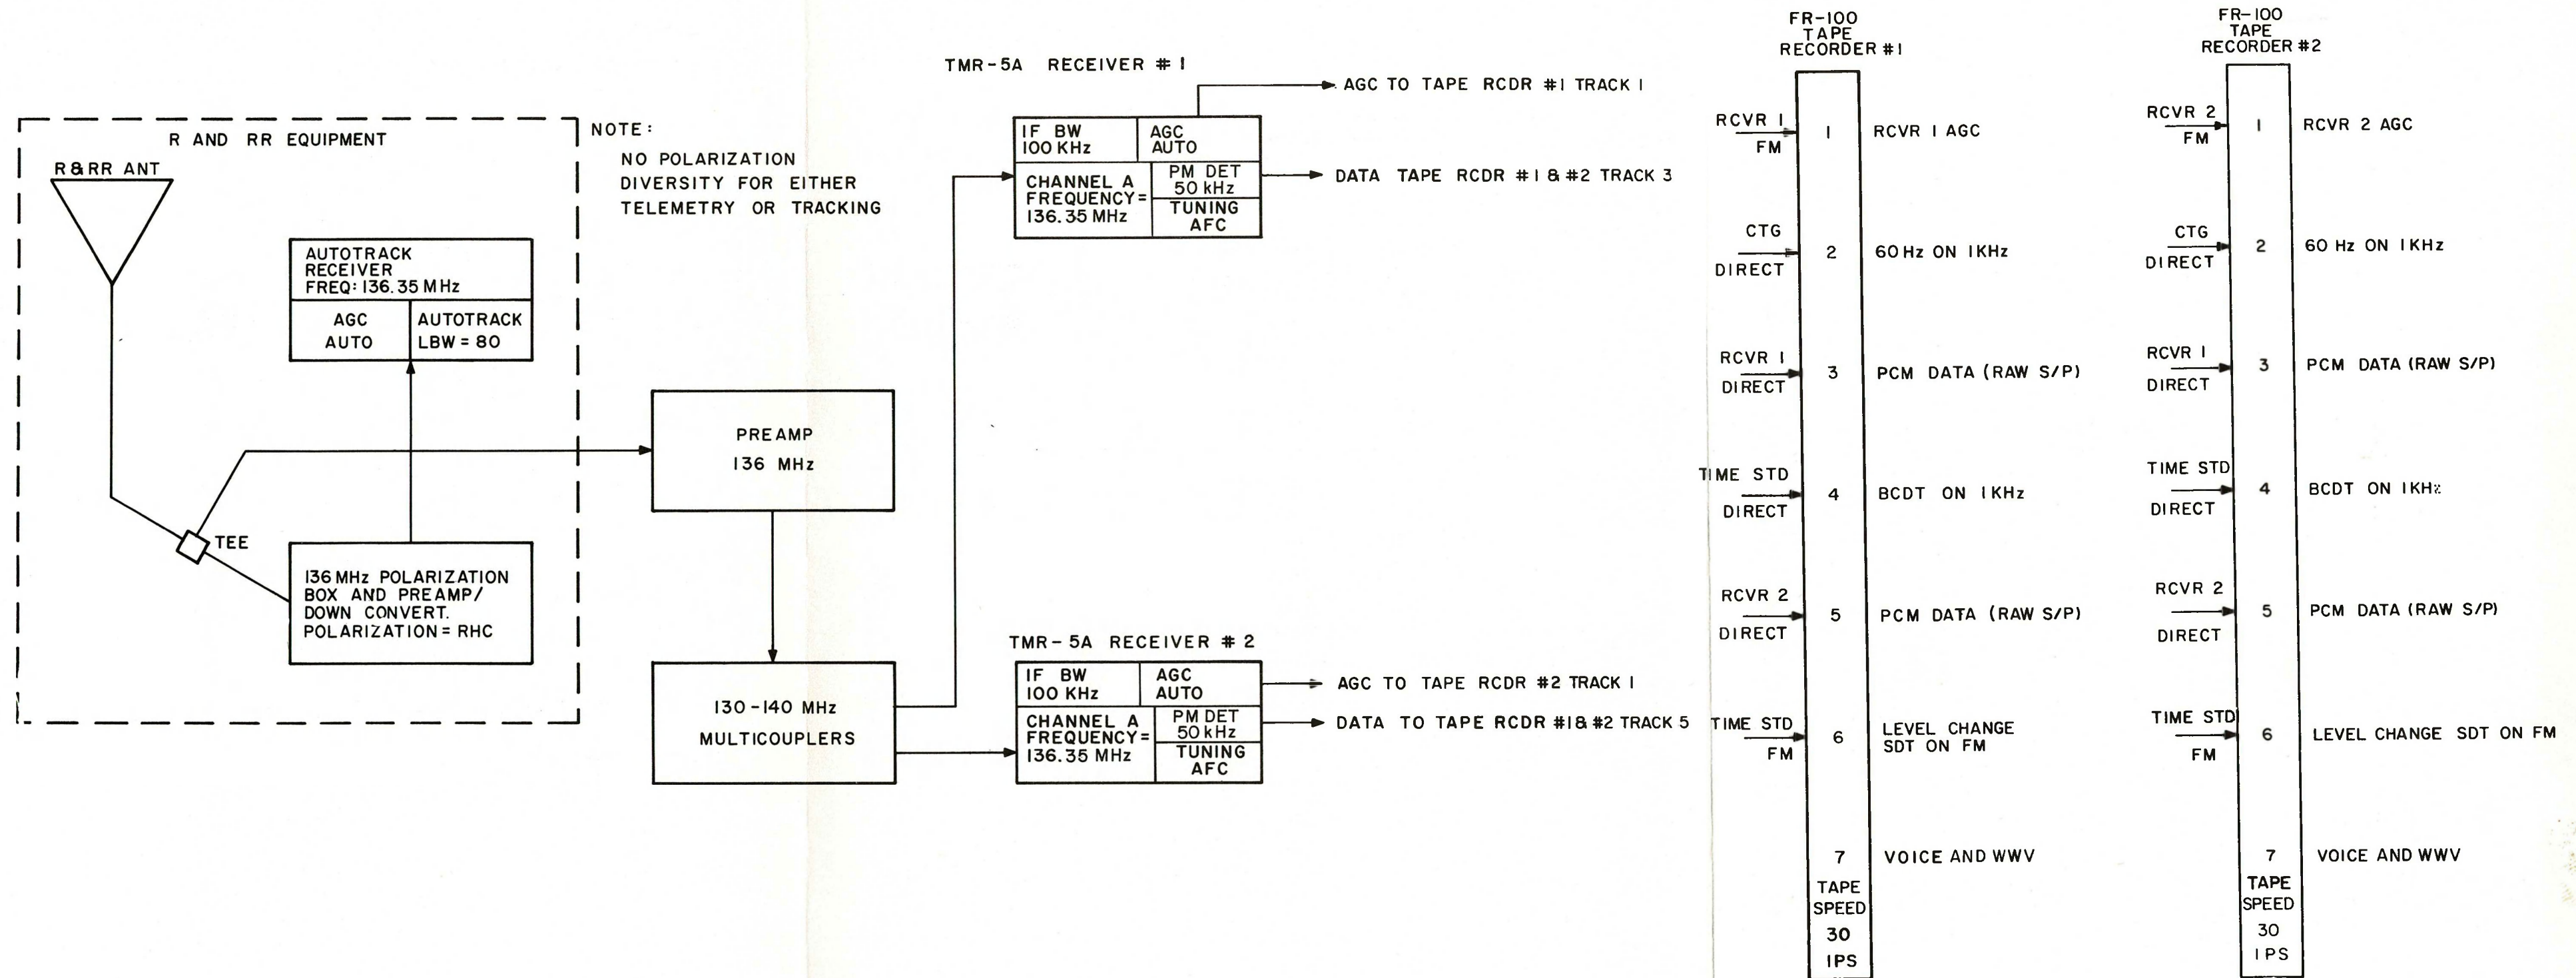 R AND RR EQUIPMENT
R&RR ANT
AUTOTRACK
RECEIVER
FREQ: 136.35 MHz
AGC
AUTO
AUTOTRACK
LBW = 80
TEE
136 MHz POLARIZATION
BOX AND PREAMP/
DOWN CONVERT.
POLARIZATION = RHC
NOTE:
NO POLARIZATION
DIVERSITY FOR EITHER
TELEMETRY OR TRACKING
PREAMP
136 MHz
130-140 MHz
MULTICOUPLERS
TMR-5A RECEIVER # 1
IF BW
100 KHz
AGC
AUTO
CHANNEL A
FREQUENCY=
136.35 MHz
PM DET
50 kHz
TUNING
AFC
AGC TO TAPE RCDR #1 TRACK 1
DATA TAPE RCDR #1 & #2 TRACK 3
TMR-5A RECEIVER # 2
IF BW
100 KHz
AGC
AUTO
CHANNEL A
FREQUENCY=
136.35 MHz
PM DET
50 kHz
TUNING
AFC
AGC TO TAPE RCDR #2 TRACK 1
DATA TO TAPE RCDR #1& #2 TRACK 5
FR-100
TAPE
RECORDER #1
RCVR 1
FM
1
RCVR 1 AGC
CTG
DIRECT
2
60 Hz ON 1KHz
RCVR 1
DIRECT
3
PCM DATA (RAW S/P)
TIME STD
DIRECT
4
BCDT ON 1KHz
RCVR 2
DIRECT
5
PCM DATA (RAW S/P)
TIME STD
FM
6
LEVEL CHANGE
SDT ON FM
7
VOICE AND WWV
TAPE
SPEED
30
IPS
FR-100
TAPE
RECORDER #2
RCVR 2
FM
1
RCVR 2 AGC
CTG
DIRECT
2
60 Hz ON 1KHz
RCVR 1
DIRECT
3
PCM DATA (RAW S/P)
TIME STD
DIRECT
4
BCDT ON 1KHz
RCVR 2
DIRECT
5
PCM DATA (RAW S/P)
TIME STD
FM
6
LEVEL CHANGE SDT ON FM
7
VOICE AND WWV
TAPE
SPEED
30
IPS